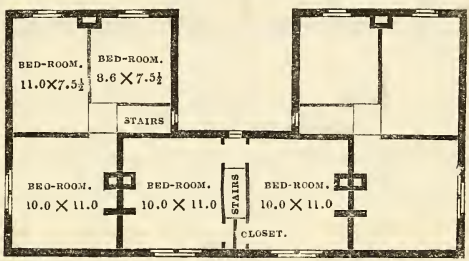 BED-ROOM.
11.0 X 7.5½
BED-ROOM.
8.6 X 7.5½
STAIRS
BED-ROOM.
10.0 X 11.0
BED-ROOM.
10.0 X 11.0
STAIRS
BED-ROOM.
10.0 X 11.0
CLOSET.